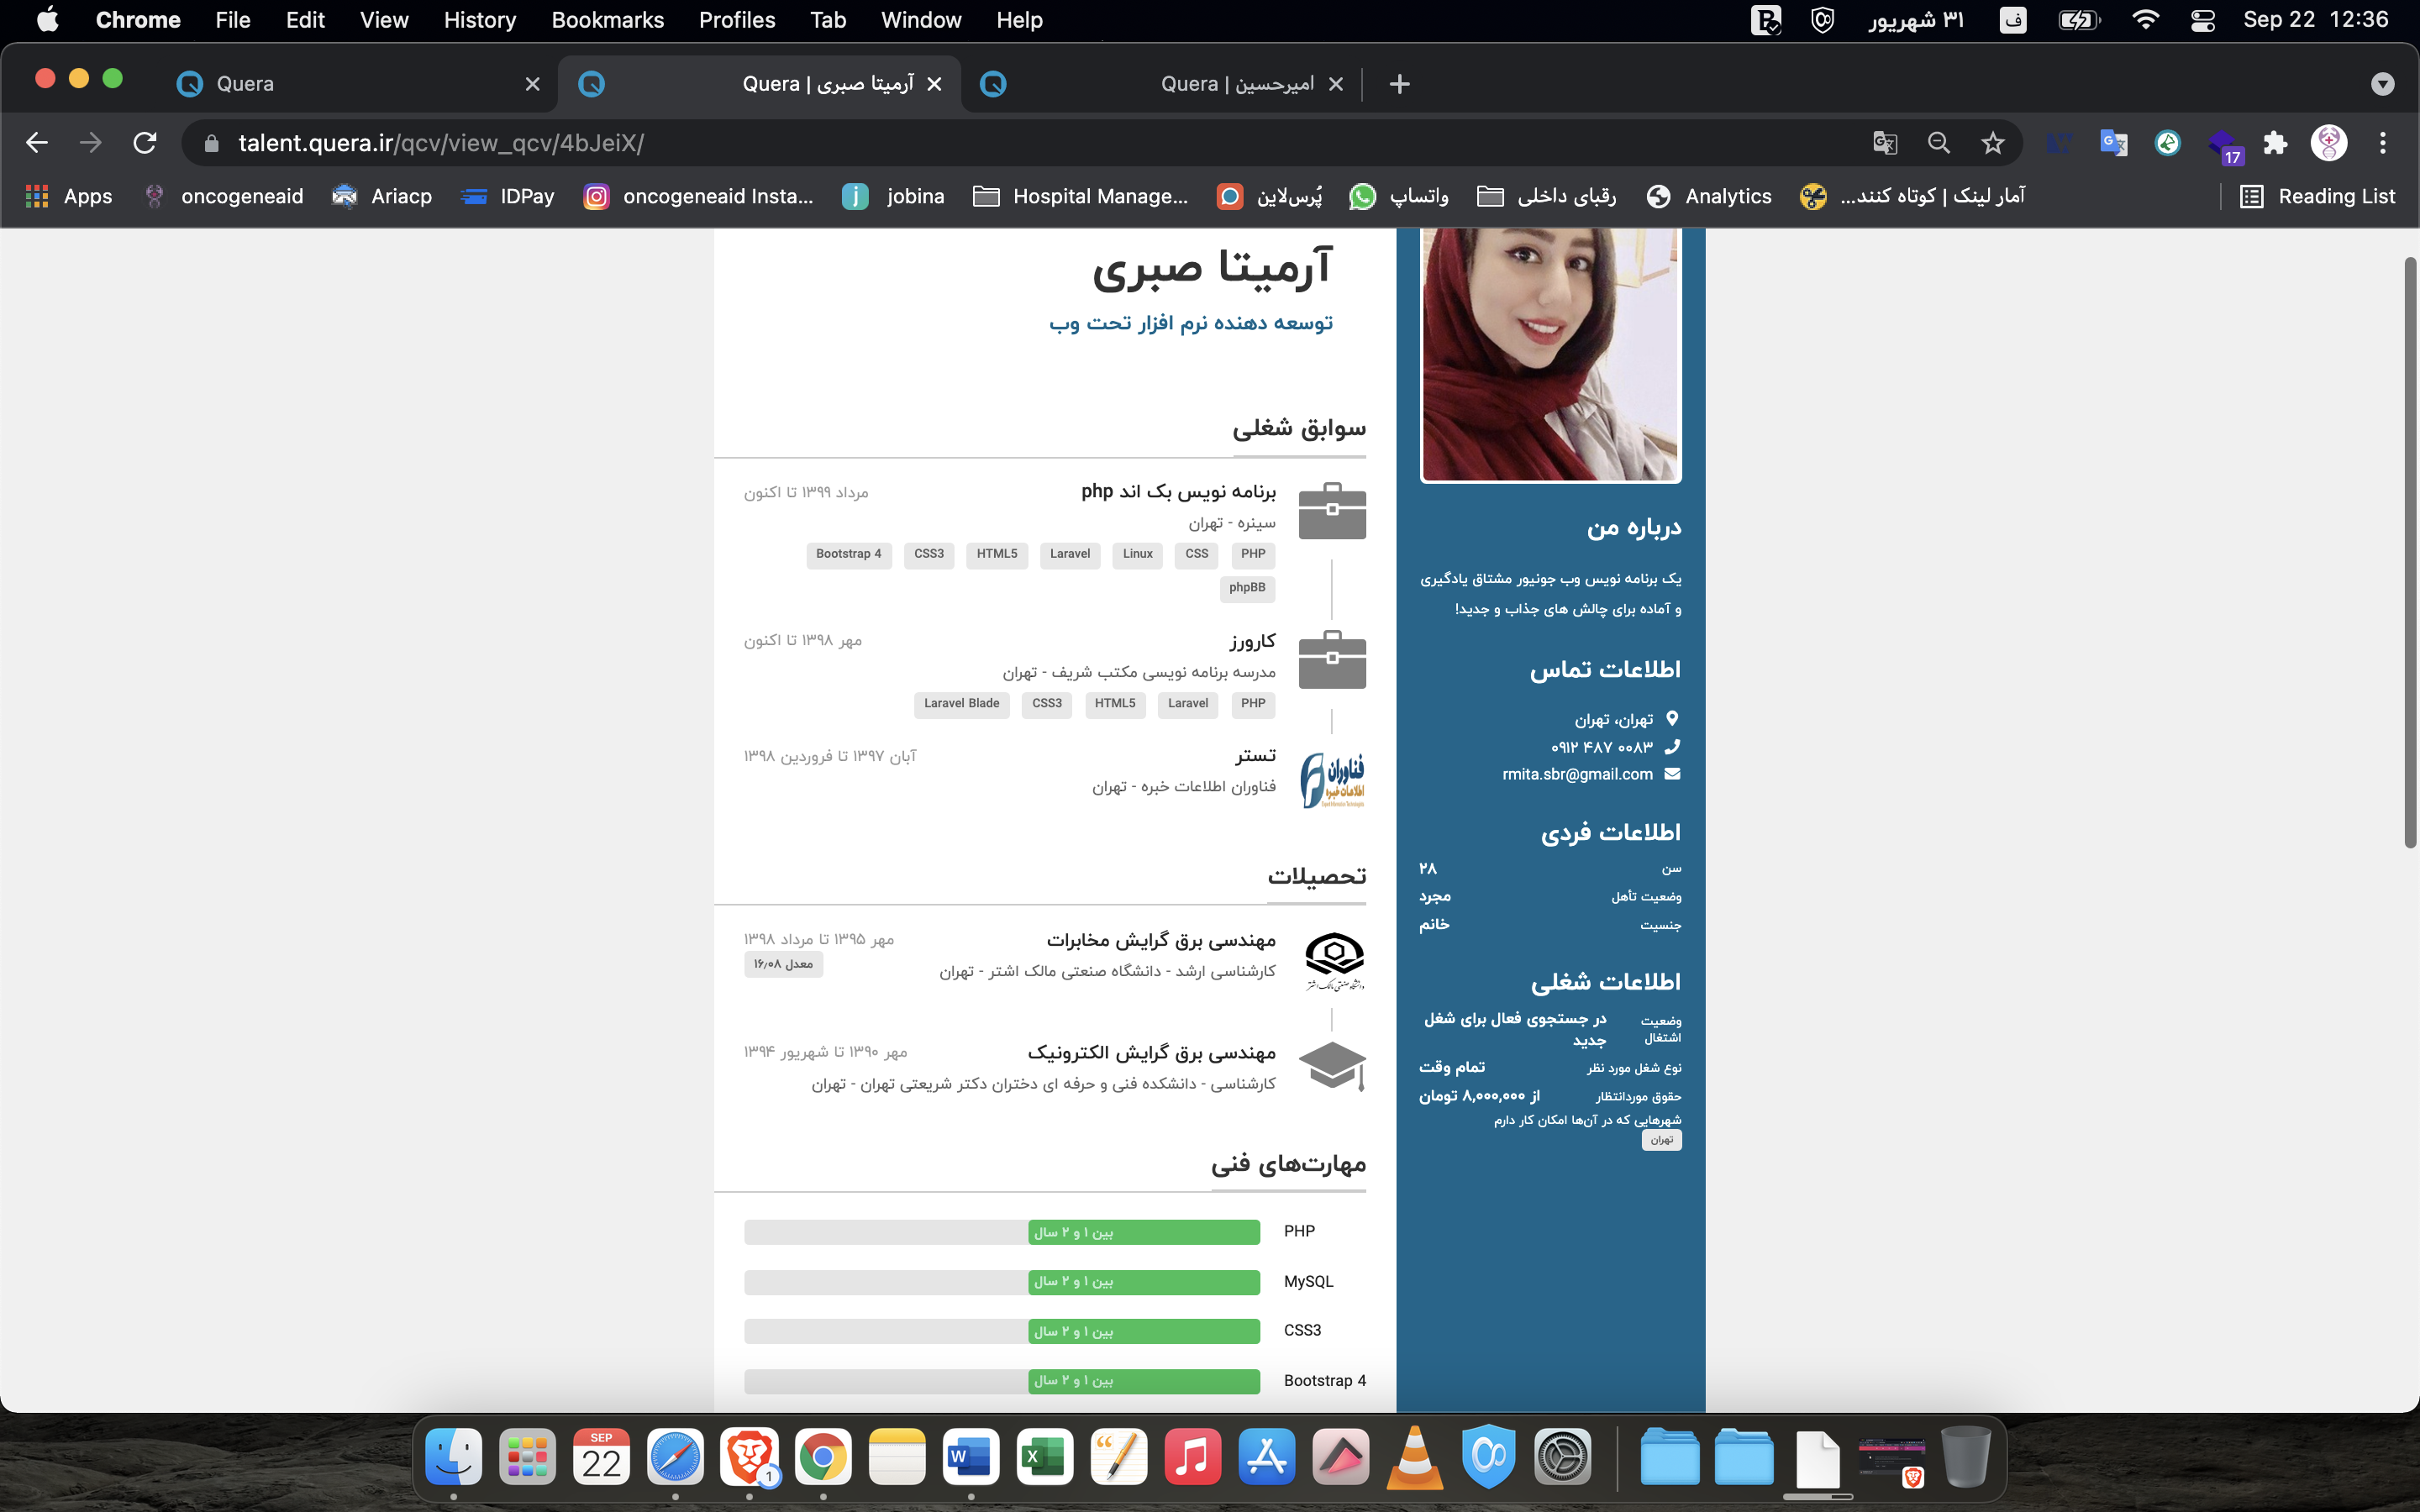 Chrome File Edit View History Bookmarks Profiles Tab Window Help
۳۱ شهریور ف Sep 22 12:36
Quera
آرمیتا صبری | Quera
امیرحسین | Quera
talent.quera.ir/qcv/view_qcv/4bJeiX/
17
Apps oncogeneaid Ariacp IDPay oncogeneaid Insta... jobina Hospital Manage... پُرس‌لاین واتساپ رقبای داخلی Analytics آمار لینک | کوتاه کنند... Reading List
آرمیتا صبری
توسعه دهنده نرم افزار تحت وب
سوابق شغلی
برنامه نویس بک اند php
مرداد ۱۳۹۹ تا اکنون
سینره - تهران
PHP CSS Linux Laravel HTML5 CSS3 Bootstrap 4
phpBB
کارورز
مهر ۱۳۹۸ تا اکنون
مدرسه برنامه نویسی مکتب شریف - تهران
PHP Laravel HTML5 CSS3 Laravel Blade
تستر
آبان ۱۳۹۷ تا فروردین ۱۳۹۸
فناوران اطلاعات خبره - تهران
فناوران
اطلاعات خبره
تحصیلات
مهندسی برق گرایش مخابرات
مهر ۱۳۹۵ تا مرداد ۱۳۹۸
کارشناسی ارشد - دانشگاه صنعتی مالک اشتر - تهران
معدل ۱۶٫۰۸
دانشگاه صنعتی مالک اشتر
مهندسی برق گرایش الکترونیک
مهر ۱۳۹۰ تا شهریور ۱۳۹۴
کارشناسی - دانشکده فنی و حرفه ای دختران دکتر شریعتی تهران - تهران
مهارت‌های فنی
PHP بین ۱ و ۲ سال
MySQL بین ۱ و ۲ سال
CSS3 بین ۱ و ۲ سال
Bootstrap 4 بین ۱ و ۲ سال
درباره من
یک برنامه نویس وب جونیور مشتاق یادگیری
و آماده برای چالش های جذاب و جدید!
اطلاعات تماس
تهران، تهران
۰۹۱۲ ۴۸۷ ۰۰۸۳
rmita.sbr@gmail.com
اطلاعات فردی
سن ۲۸
وضعیت تأهل مجرد
جنسیت خانم
اطلاعات شغلی
وضعیت اشتغال در جستجوی فعال برای شغل جدید
نوع شغل مورد نظر تمام وقت
حقوق موردانتظار از ۸,۰۰۰,۰۰۰ تومان
شهرهایی که در آن‌ها امکان کار دارم
تهران
SEP
22
1
W
X